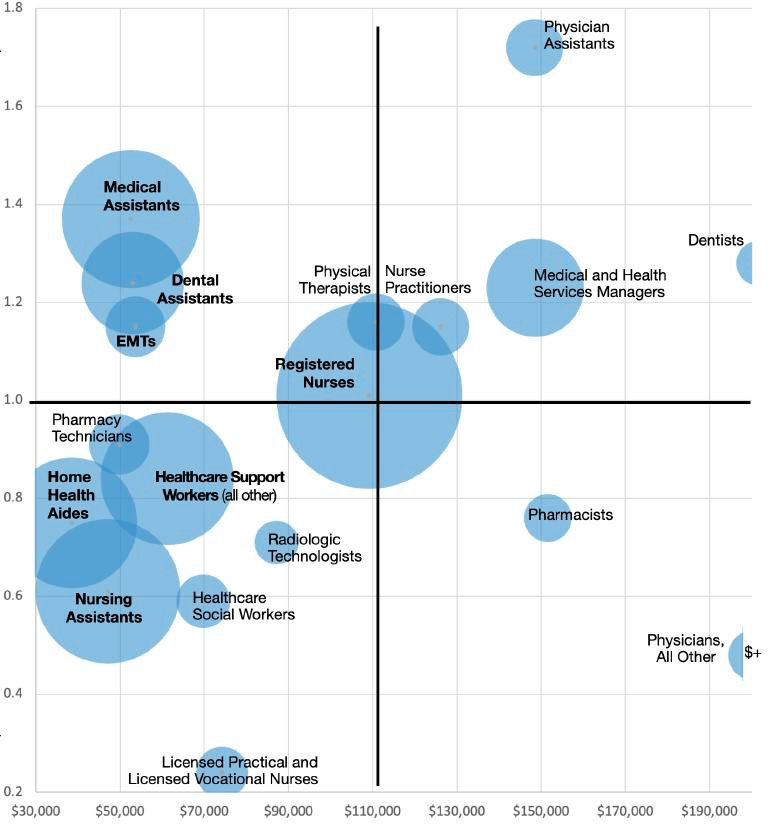 1.8
Physician
Assistants
1.6
Medical
Assistants
1.4
Dentists
Physical
Therapists
Nurse
Practitioners
Medical and Health
Services Managers
Dental
Assistants
1.2
EMTs
Registered
Nurses
1.0
Pharmacy
Technicians
Home
Health
Aides
Healthcare Support
Workers (all other)
0.8
Pharmacists
Radiologic
Technologists
Nursing
Assistants
0.6
Healthcare
Social Workers
Physicians,
All Other
$+
0.4
Licensed Practical and
Licensed Vocational Nurses
0.2
$30,000 $50,000 $70,000 $90,000 $110,000 $130,000 $150,000 $170,000 $190,000